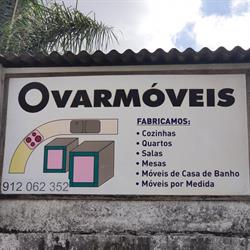 OVARMÓVEIS
FABRICAMOS:
• Cozinhas
• Quartos
• Salas
• Mesas
• Móveis de Casa de Banho
• Móveis por Medida
912 062 352